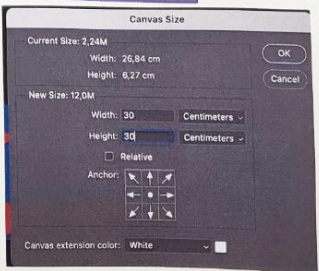 Canvas Size
Current Size: 2,24M
Width: 26,84 cm
Height: 6,27 cm
OK
Cancel
New Size: 12,0M
Width: 30 Centimeters
Height: 30 Centimeters
Relative
Anchor:
Canvas extension color: White